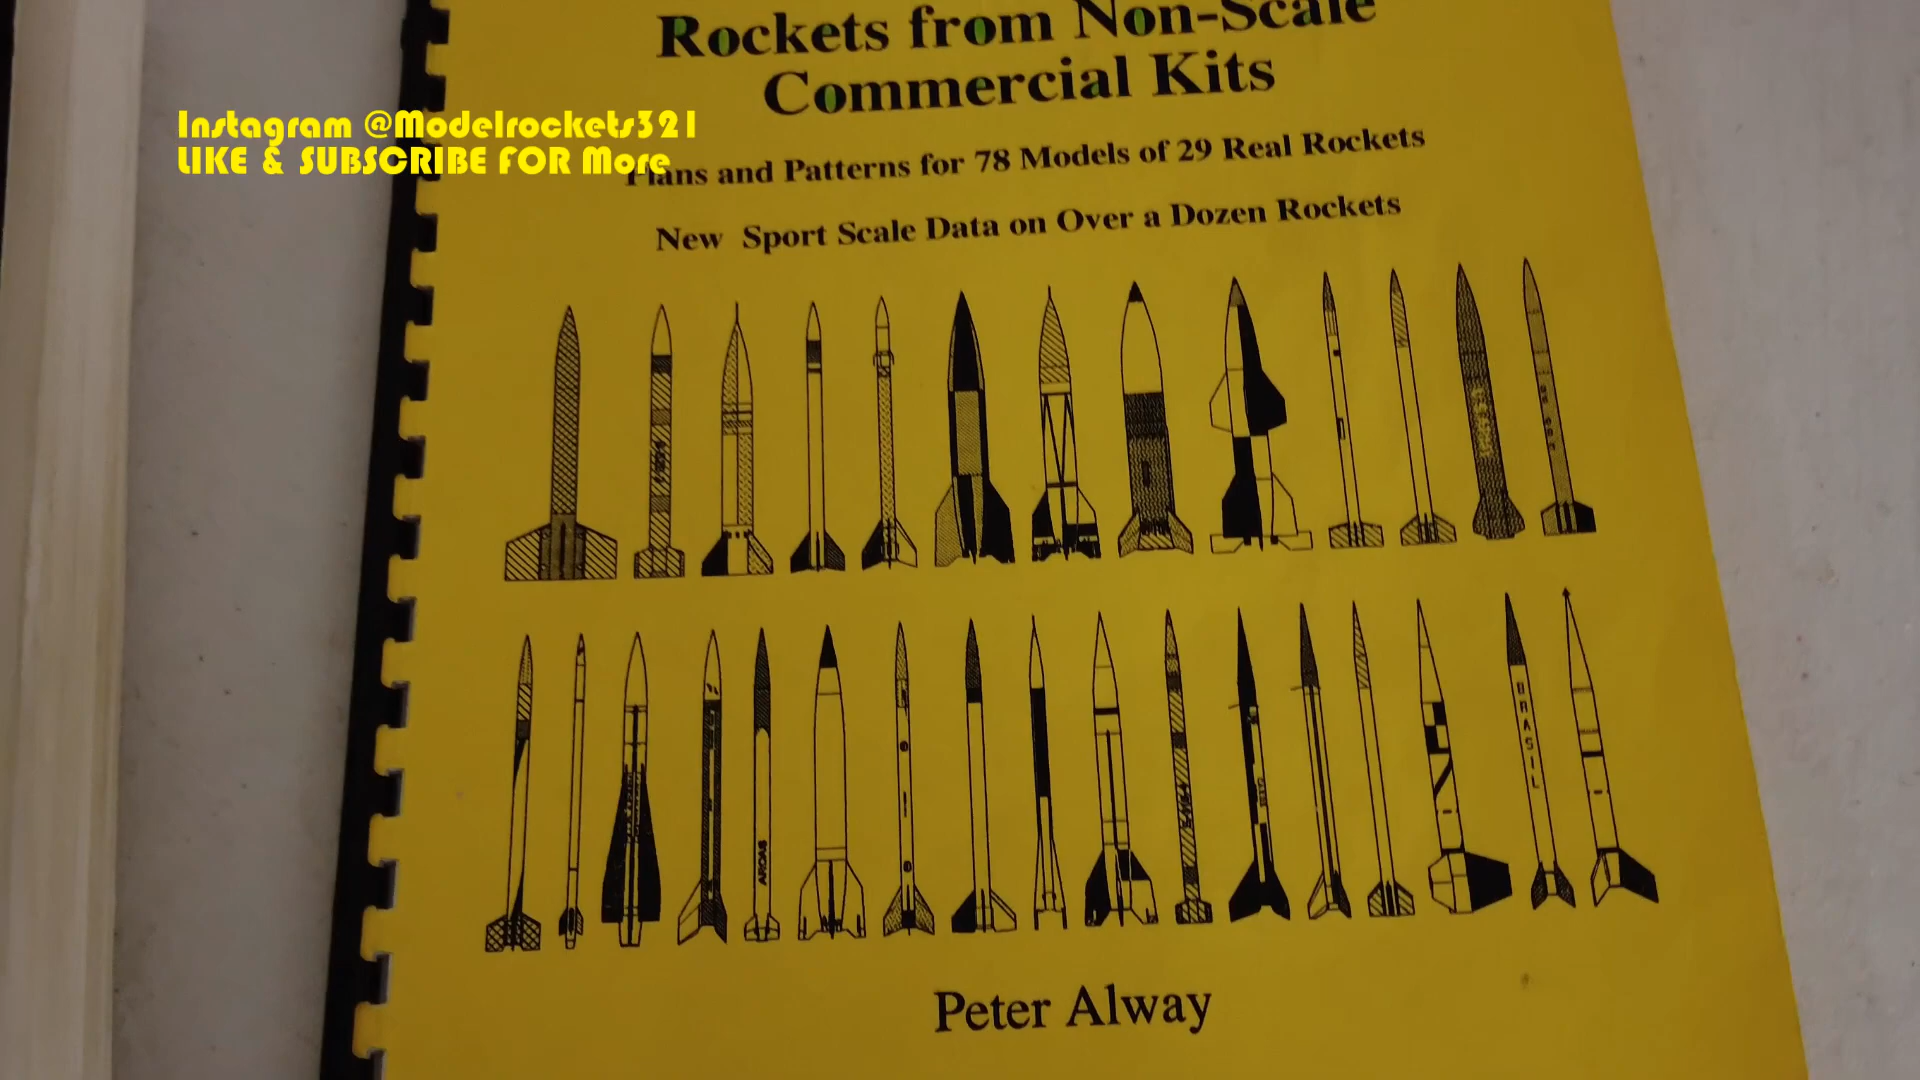 Rockets from Non-Scale
Commercial Kits
Instagram @Modelrockets321
LIKE & SUBSCRIBE FOR More
Plans and Patterns for 78 Models of 29 Real Rockets
New Sport Scale Data on Over a Dozen Rockets
ARCAS
BRASIL
Peter Alway